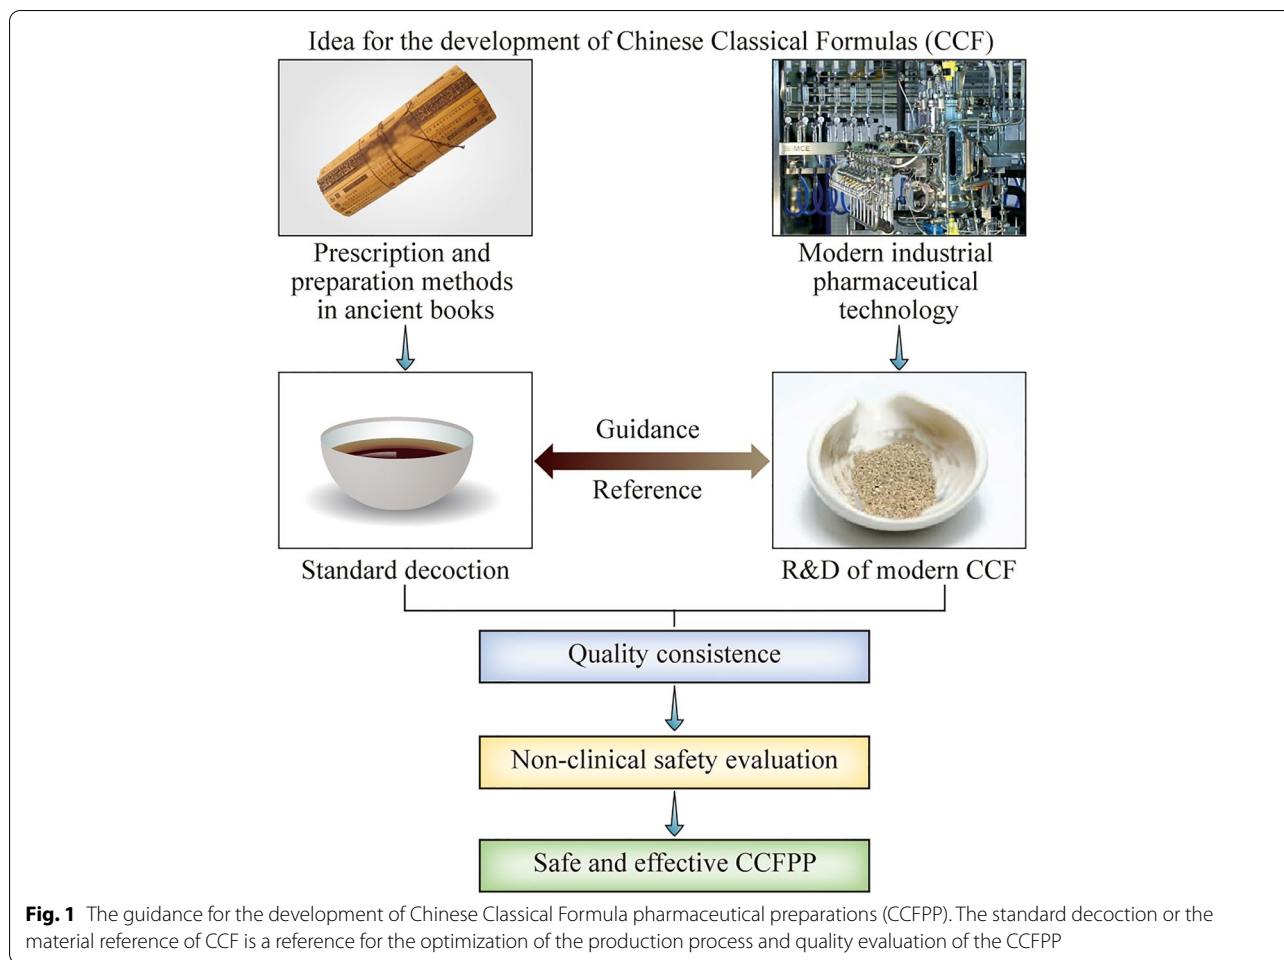 Idea for the development of Chinese Classical Formulas (CCF)
MCE
Prescription and
preparation methods
in ancient books
Modern industrial
pharmaceutical
technology
Guidance
Reference
Standard decoction
R&D of modern CCF
Quality consistence
Non-clinical safety evaluation
Safe and effective CCFPP
Fig. 1 The guidance for the development of Chinese Classical Formula pharmaceutical preparations (CCFPP). The standard decoction or the
material reference of CCF is a reference for the optimization of the production process and quality evaluation of the CCFPP